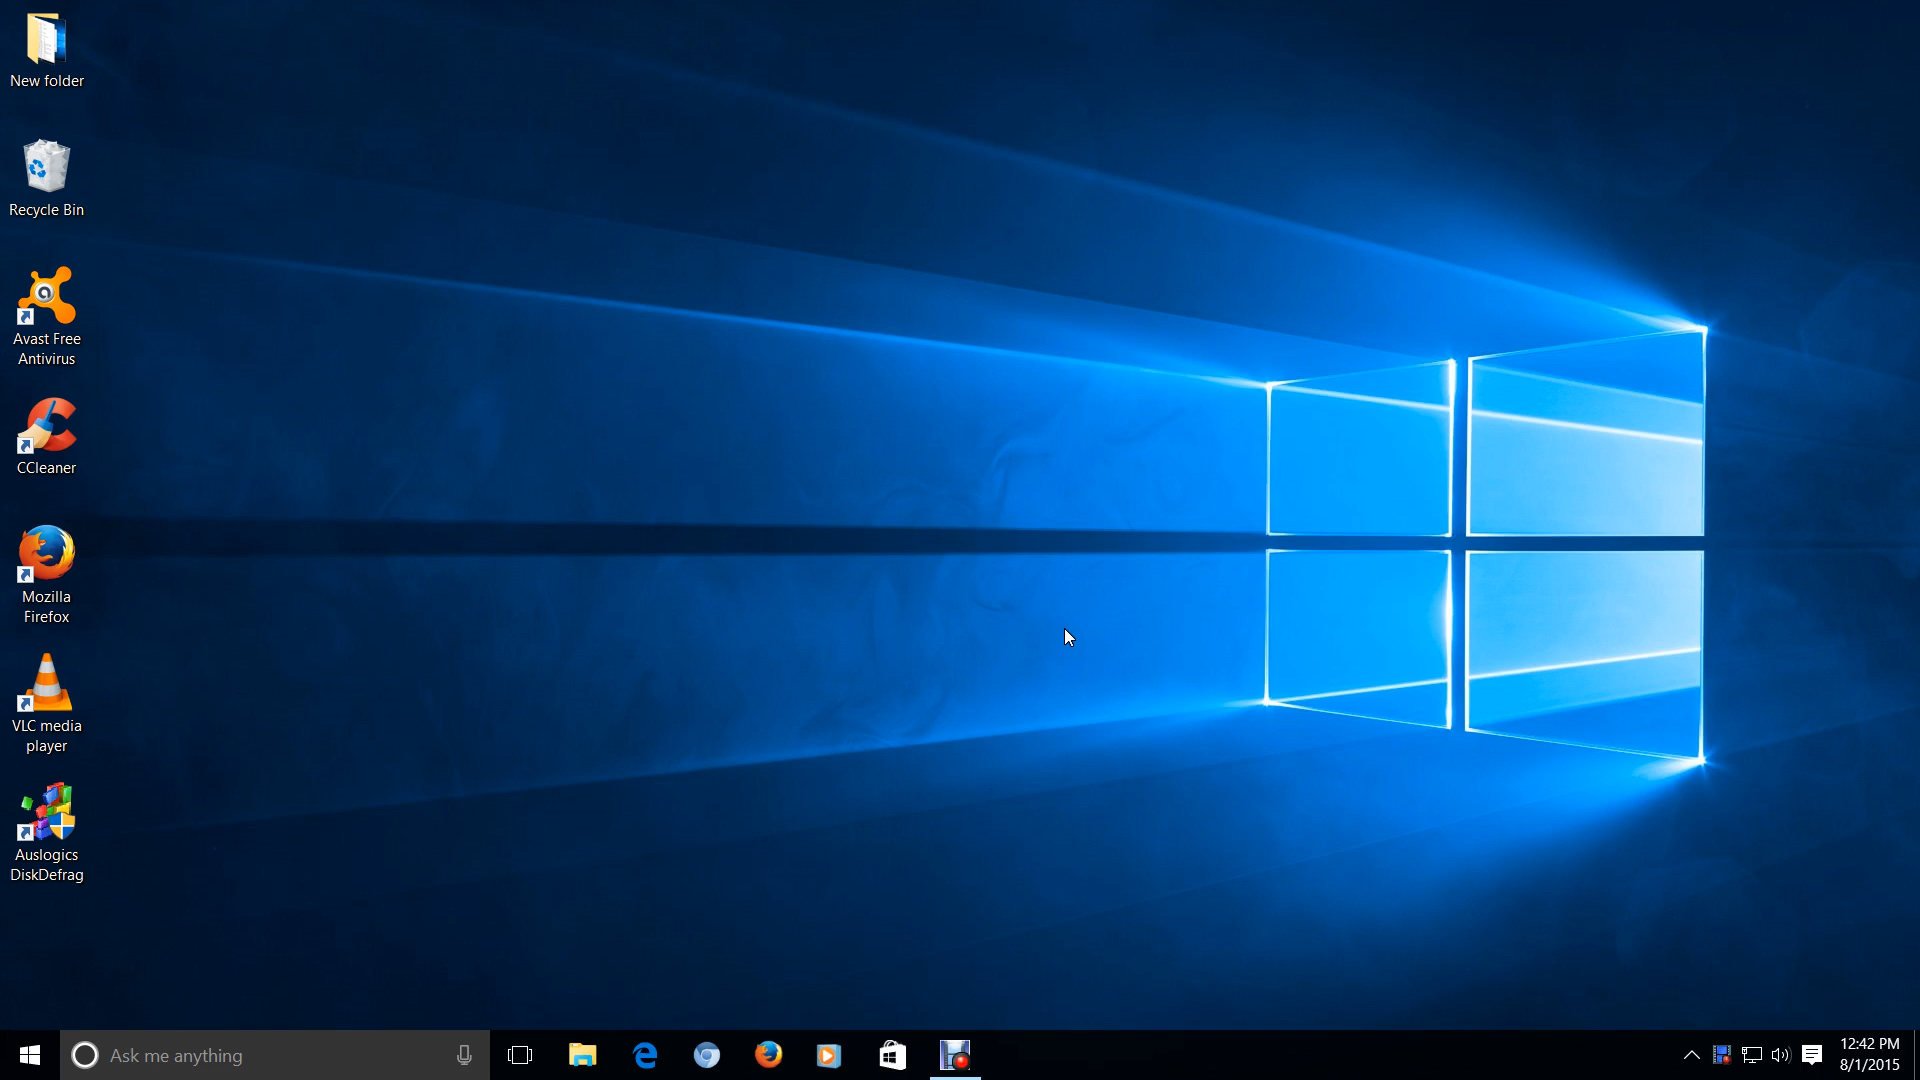 New folder
Recycle Bin
Avast Free
Antivirus
CCleaner
Mozilla
Firefox
VLC media
player
Auslogics
DiskDefrag
Ask me anything
12:42 PM
8/1/2015